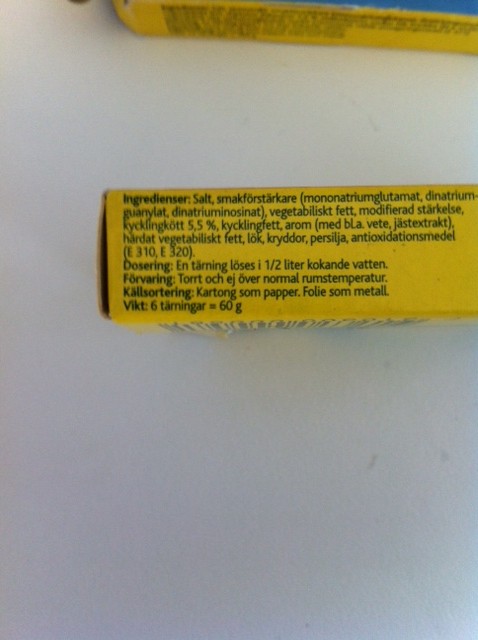 Ingredienser: Salt, smakförstärkare (mononatriumglutamat, dinatrium-
guanylat, dinatriuminosinat), vegetabiliskt fett, modifierad stärkelse,
kycklingkött 5,5 %, kycklingfett, arom (med bl.a. vete, jästextrakt),
härdat vegetabiliskt fett, lök, kryddor, persilja, antioxidationsmedel
(E 310, E 320).
Dosering: En tärning löses i 1/2 liter kokande vatten.
Förvaring: Torrt och ej över normal rumstemperatur.
Källsortering: Kartong som papper. Folie som metall.
Vikt: 6 tärningar = 60 g